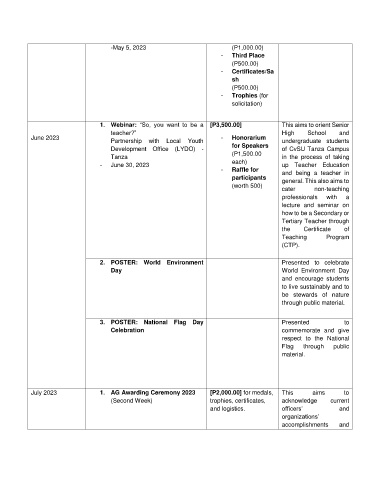 -May 5, 2023
(P1,000.00)
- Third Place
(P500.00)
- Certificates/Sa
sh
(P500.00)
- Trophies (for
solicitation)
June 2023
1. Webinar: "So, you want to be a
teacher?"
Partnership with Local Youth
Development Office (LYDO) -
Tanza
- June 30, 2023
[P3,500.00]
- Honorarium
for Speakers
(P1,500.00
each)
- Raffle for
participants
(worth 500)
This aims to orient Senior
High School and
undergraduate students
of CvSU Tanza Campus
in the process of taking
up Teacher Education
and being a teacher in
general. This also aims to
cater non-teaching
professionals with a
lecture and seminar on
how to be a Secondary or
Tertiary Teacher through
the Certificate of
Teaching Program
(CTP).
2. POSTER: World Environment
Day
Presented to celebrate
World Environment Day
and encourage students
to live sustainably and to
be stewards of nature
through public material.
3. POSTER: National Flag Day
Celebration
Presented to
commemorate and give
respect to the National
Flag through public
material.
July 2023
1. AG Awarding Ceremony 2023
(Second Week)
[P2,000.00] for medals,
trophies, certificates,
and logistics.
This aims to
acknowledge current
officers' and
organizations'
accomplishments and